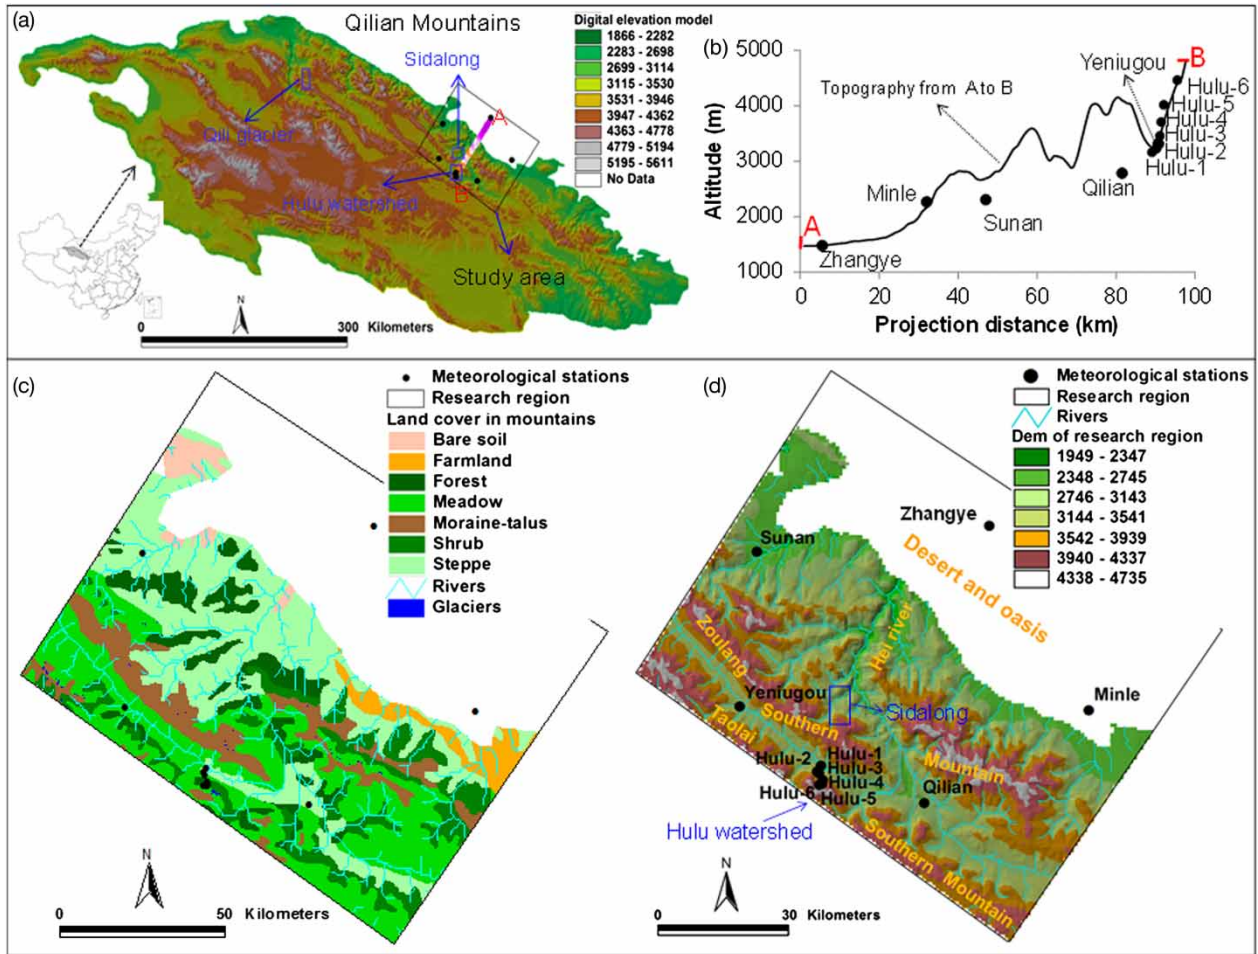 (a)
Qilian Mountains
Sidalong
A
Qili glacier
Hulu watershed
B
Study area
N
0 300 Kilometers
Digital elevation model
1866 - 2282
2283 - 2698
2699 - 3114
3115 - 3530
3531 - 3946
3947 - 4362
4363 - 4778
4779 - 5194
5195 - 5611
No Data
(b)
5000
4000
3000
2000
1000
Altitude (m)
0 20 40 60 80 100
Projection distance (km)
Topography from A to B
Yeniugou
B
Hulu-6
Hulu-5
Hulu-4
Hulu-3
Hulu-2
Hulu-1
Qilian
Minle
Sunan
A
Zhangye
(c)
Meteorological stations
Research region
Land cover in mountains
Bare soil
Farmland
Forest
Meadow
Moraine-talus
Shrub
Steppe
Rivers
Glaciers
N
0 50 Kilometers
(d)
Meteorological stations
Research region
Rivers
Dem of research region
1949 - 2347
2348 - 2745
2746 - 3143
3144 - 3541
3542 - 3939
3940 - 4337
4338 - 4735
Zhangye
Sunan
Desert and oasis
Hei river
Zoulang
Yeniugou
Sidalong
Minle
Taolai
Southern
Mountain
Hulu-1
Hulu-2
Hulu-3
Hulu-4
Hulu-6
Hulu-5
Qilian
Hulu watershed
Southern Mountain
N
0 30 Kilometers